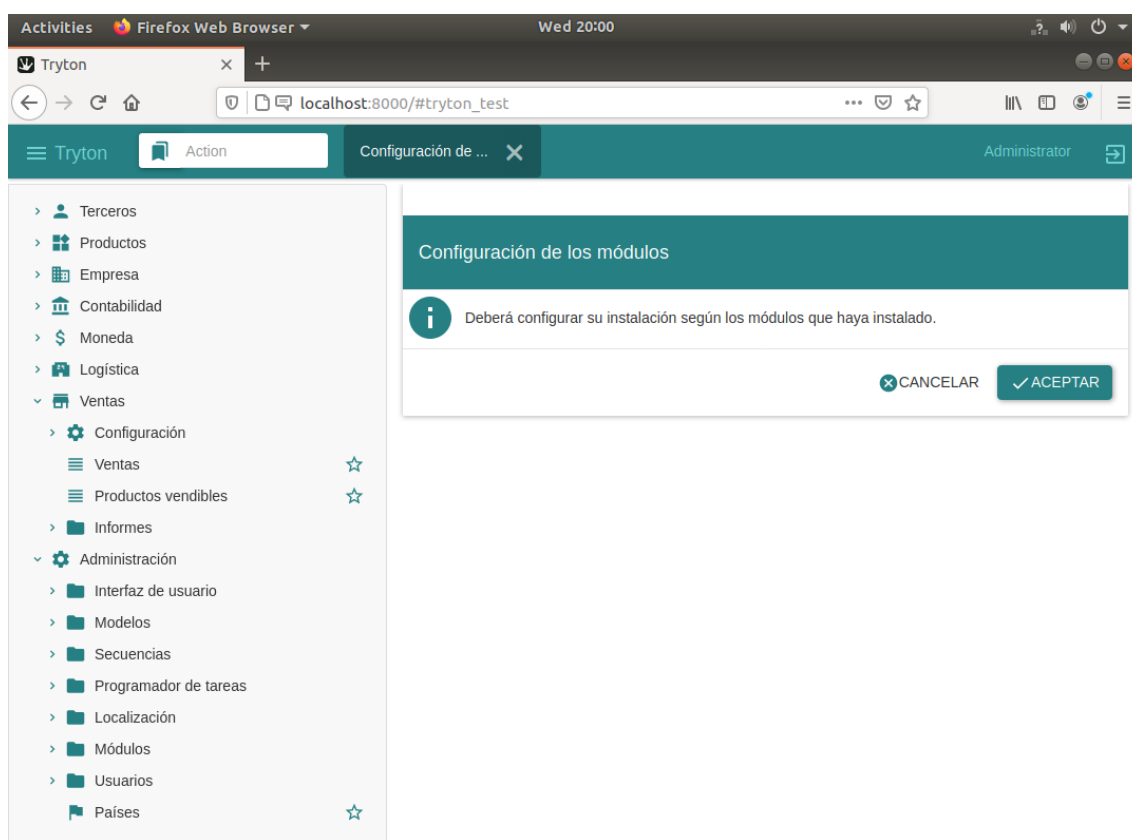 Activities Firefox Web Browser Wed 20:00
Tryton
localhost:8000/#tryton_test
Tryton Action Configuración de ... Administrator
Terceros
Productos
Empresa
Contabilidad
Moneda
Logística
Ventas
Configuración
Ventas
Productos vendibles
Informes
Administración
Interfaz de usuario
Modelos
Secuencias
Programador de tareas
Localización
Módulos
Usuarios
Países
Configuración de los módulos
Deberá configurar su instalación según los módulos que haya instalado.
CANCELAR ACEPTAR